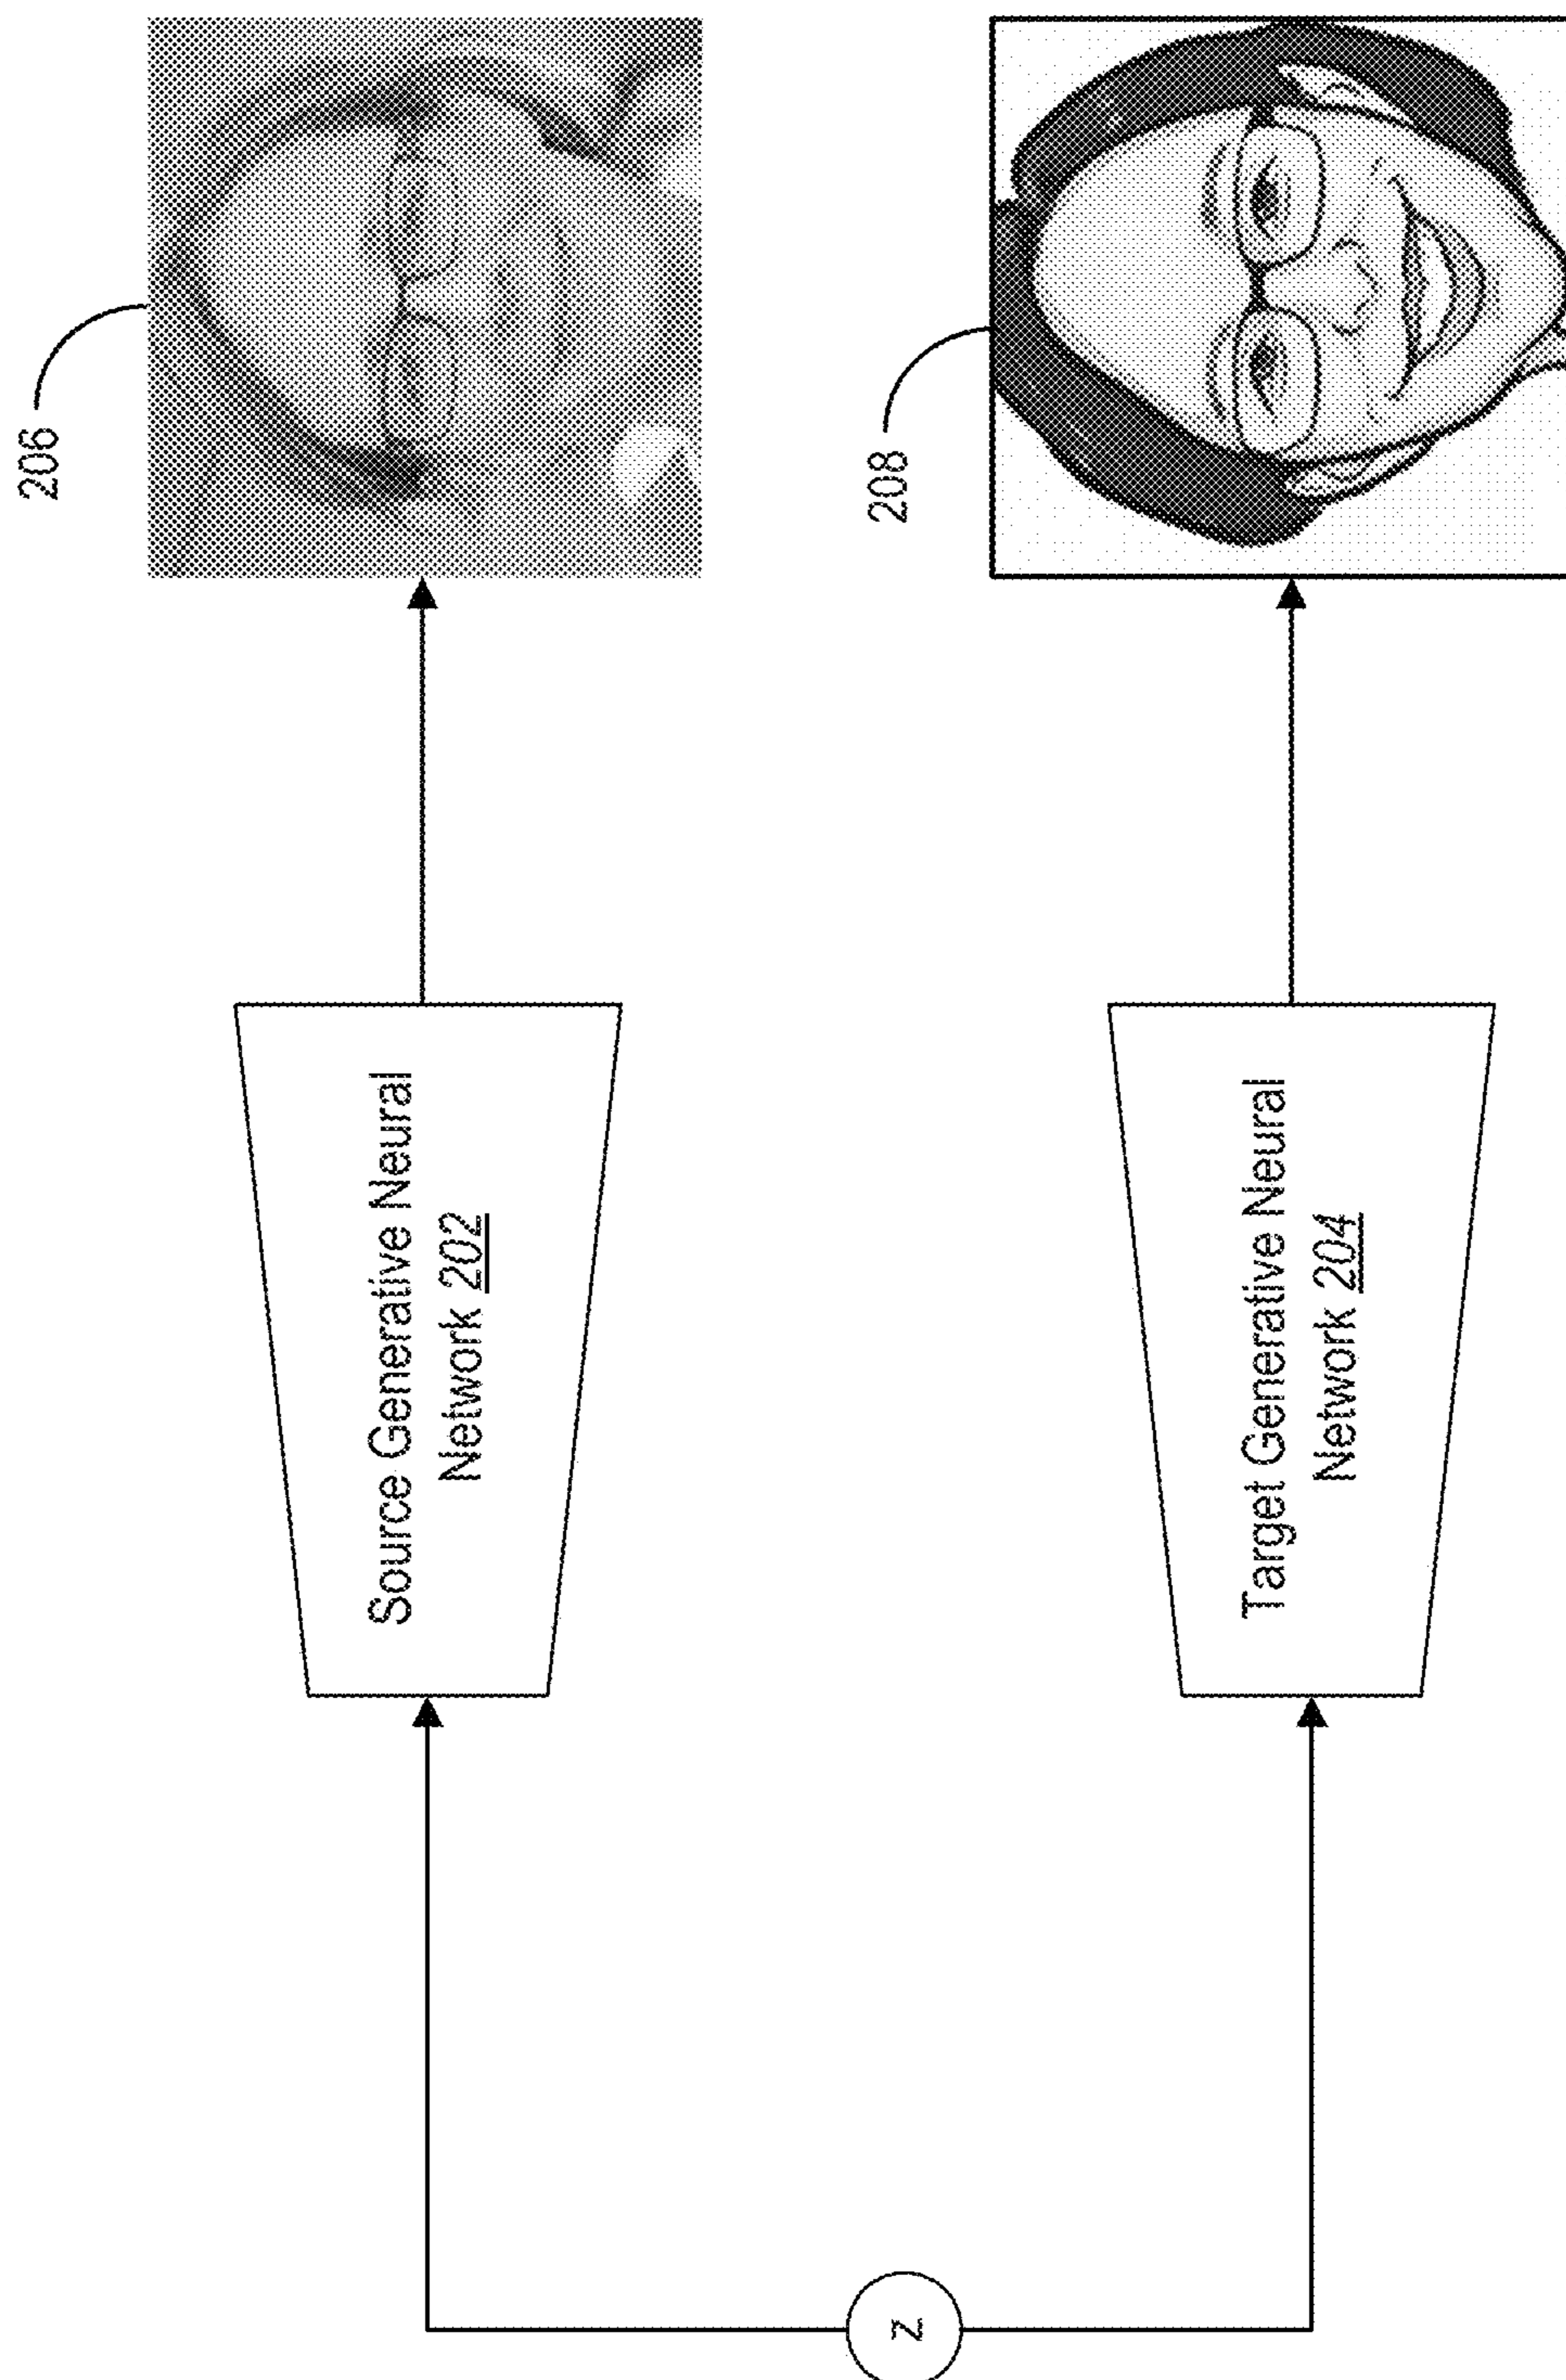 206
Source Generative Neural
Network 202
z
208
Target Generative Neural
Network 204